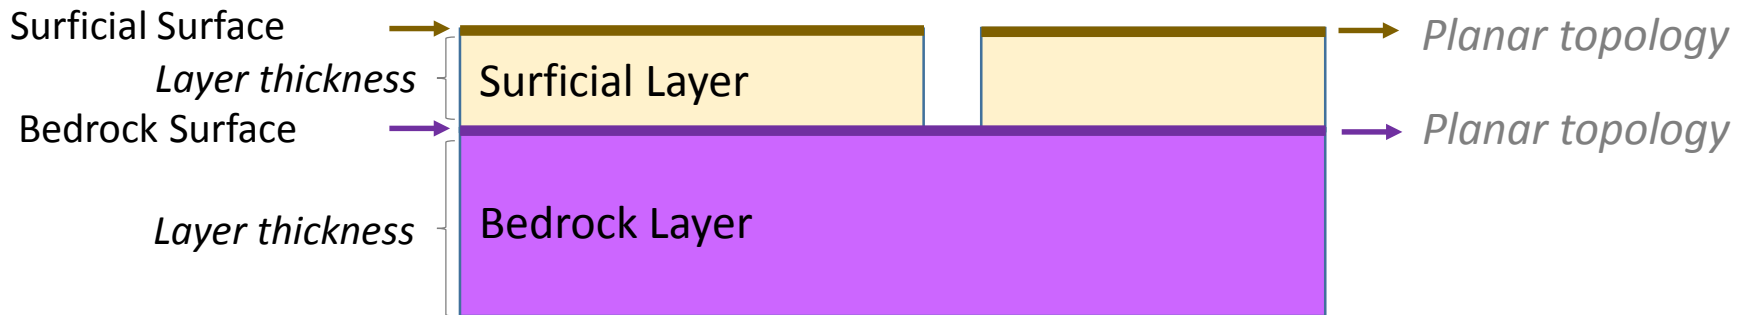 Surficial Surface
Planar topology
Layer thickness
Surficial Layer
Bedrock Surface
Planar topology
Layer thickness
Bedrock Layer